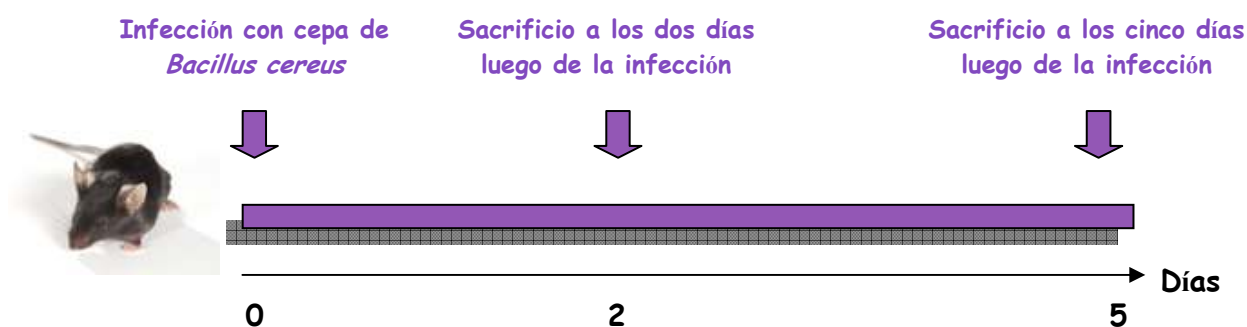 Infección con cepa de
Bacillus cereus
Sacrificio a los dos días
luego de la infección
Sacrificio a los cinco días
luego de la infección
Días
0
2
5